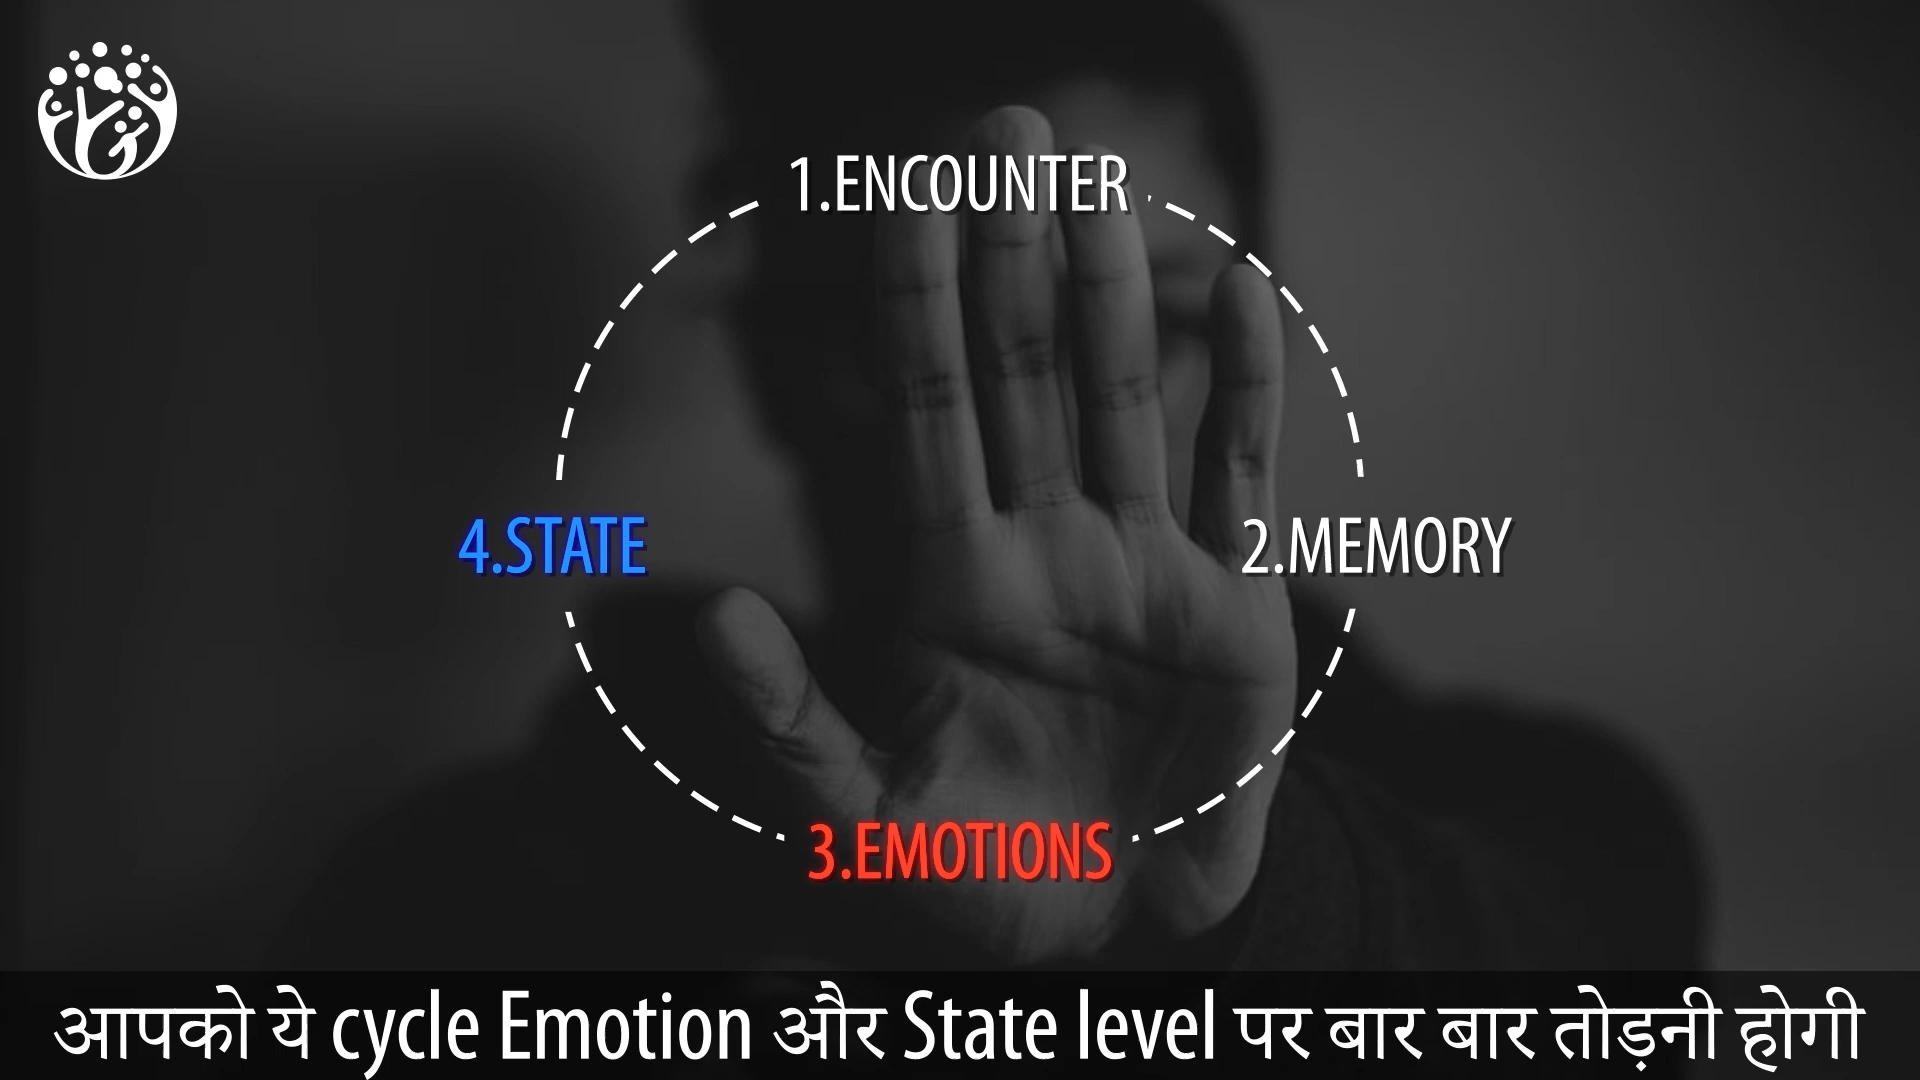 1.ENCOUNTER
4.STATE
2.MEMORY
3.EMOTIONS
आपको ये cycle Emotion और State level पर बार बार तोड़नी होगी